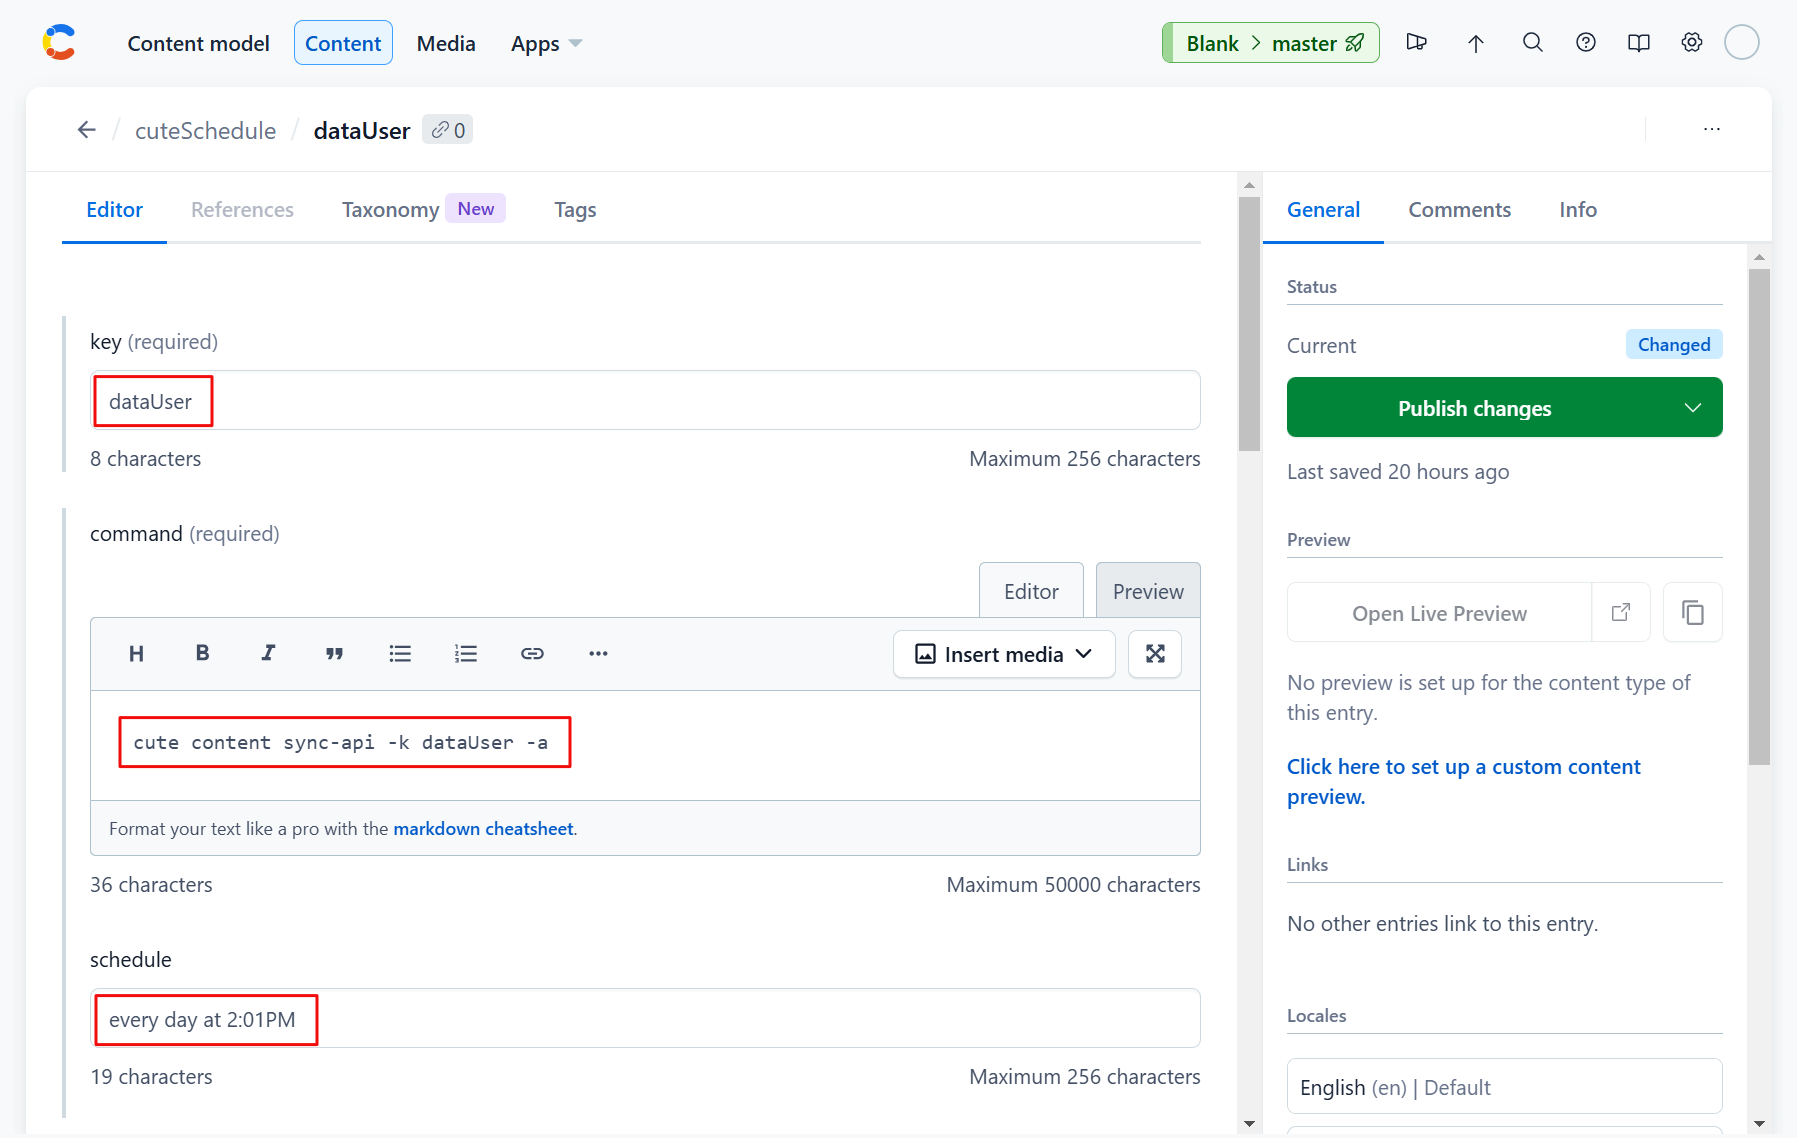 Content model Content Media Apps Blank > master
/ cuteSchedule / dataUser 0
Editor References Taxonomy New Tags
key (required)
dataUser
8 characters Maximum 256 characters
command (required)
Editor Preview
H B I Insert media
cute content sync-api -k dataUser -a
Format your text like a pro with the markdown cheatsheet.
36 characters Maximum 50000 characters
schedule
every day at 2:01PM
19 characters Maximum 256 characters
General Comments Info
Status
Current Changed
Publish changes
Last saved 20 hours ago
Preview
Open Live Preview
No preview is set up for the content type of
this entry.
Click here to set up a custom content
preview.
Links
No other entries link to this entry.
Locales
English (en) | Default